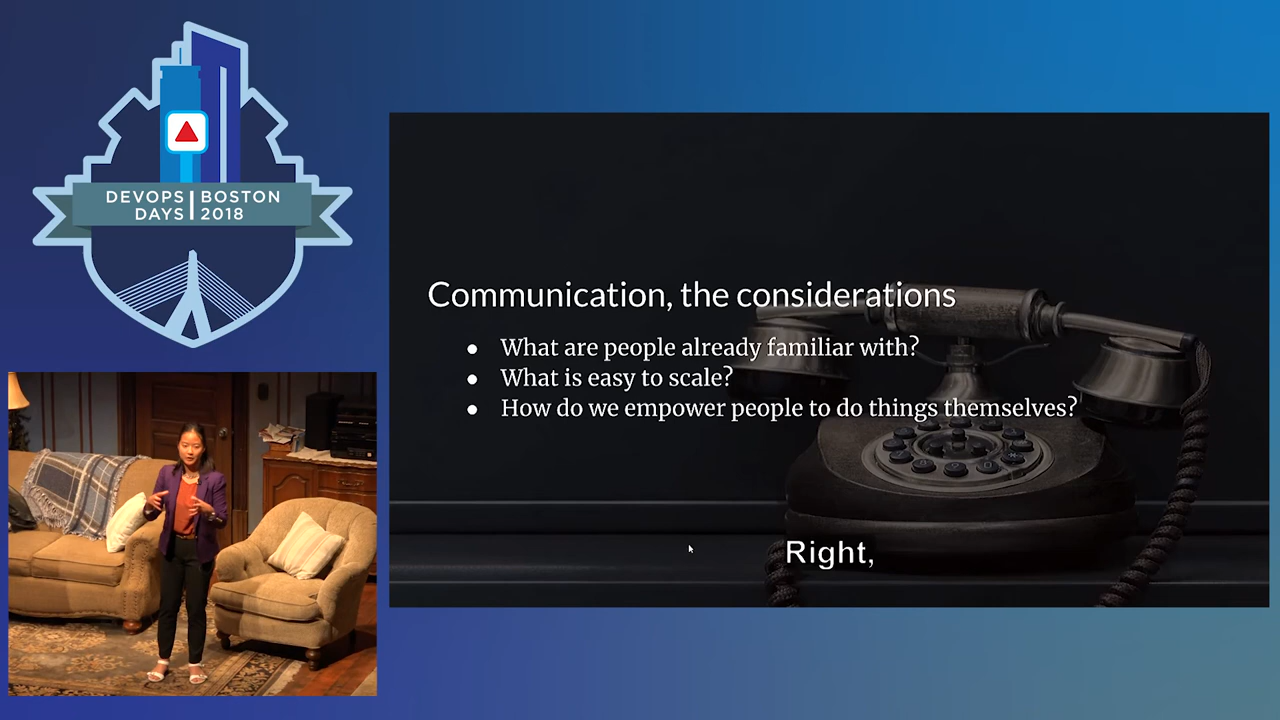 DEVOPS BOSTON
DAYS 2018
Communication, the considerations
● What are people already familiar with?
● What is easy to scale?
● How do we empower people to do things themselves?
Right,